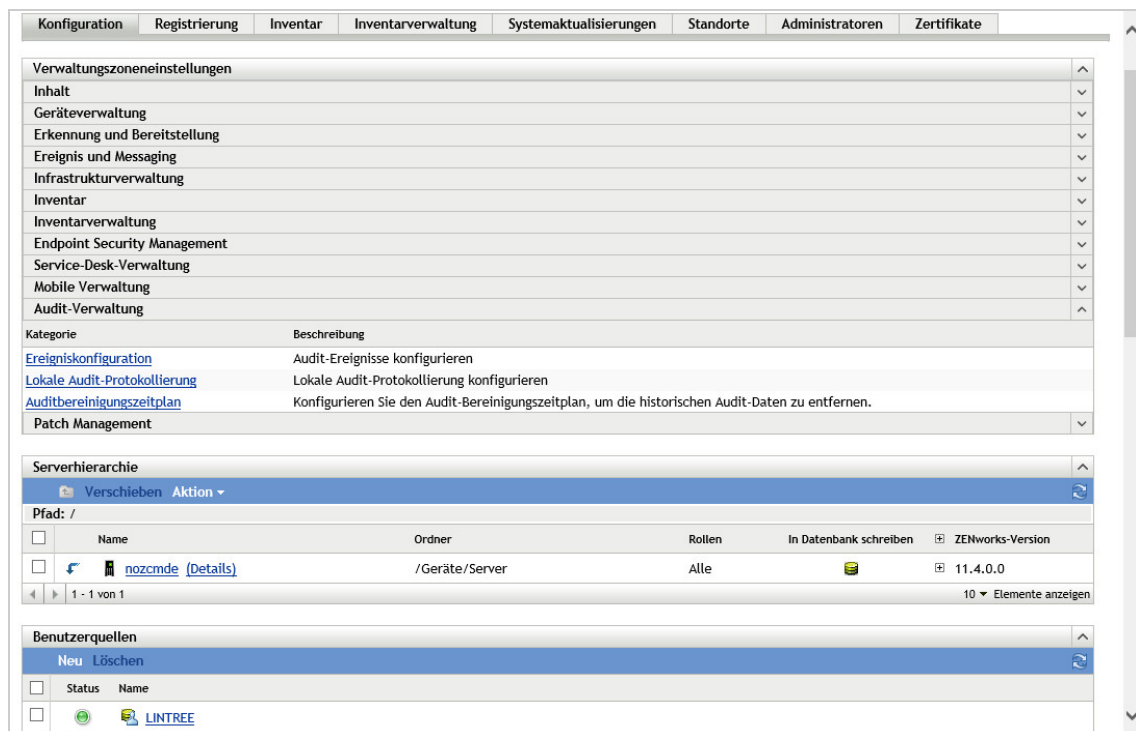 Konfiguration Registrierung Inventar Inventarverwaltung Systemaktualisierungen Standorte Administratoren Zertifikate
Verwaltungszoneneinstellungen
Inhalt
Geräteverwaltung
Erkennung und Bereitstellung
Ereignis und Messaging
Infrastrukturverwaltung
Inventar
Inventarverwaltung
Endpoint Security Management
Service-Desk-Verwaltung
Mobile Verwaltung
Audit-Verwaltung
Kategorie Beschreibung
Ereigniskonfiguration Audit-Ereignisse konfigurieren
Lokale Audit-Protokollierung Lokale Audit-Protokollierung konfigurieren
Auditbereinigungszeitplan Konfigurieren Sie den Audit-Bereinigungszeitplan, um die historischen Audit-Daten zu entfernen.
Patch Management
Serverhierarchie
Verschieben Aktion
Pfad: /
Name Ordner Rollen In Datenbank schreiben ZENworks-Version
nozcmde (Details) /Geräte/Server Alle 11.4.0.0
1 - 1 von 1 10 Elemente anzeigen
Benutzerquellen
Neu Löschen
Status Name
LINTREE